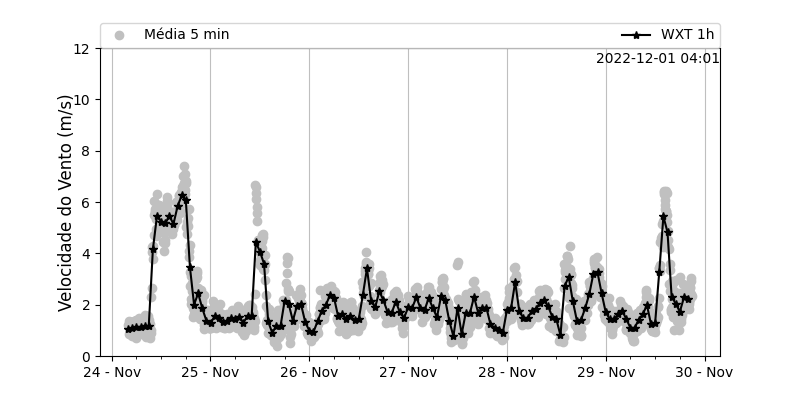 Média 5 min
WXT 1h
2022-12-01 04:01
Velocidade do Vento (m/s)
12
10
8
6
4
2
0
24 - Nov
25 - Nov
26 - Nov
27 - Nov
28 - Nov
29 - Nov
30 - Nov